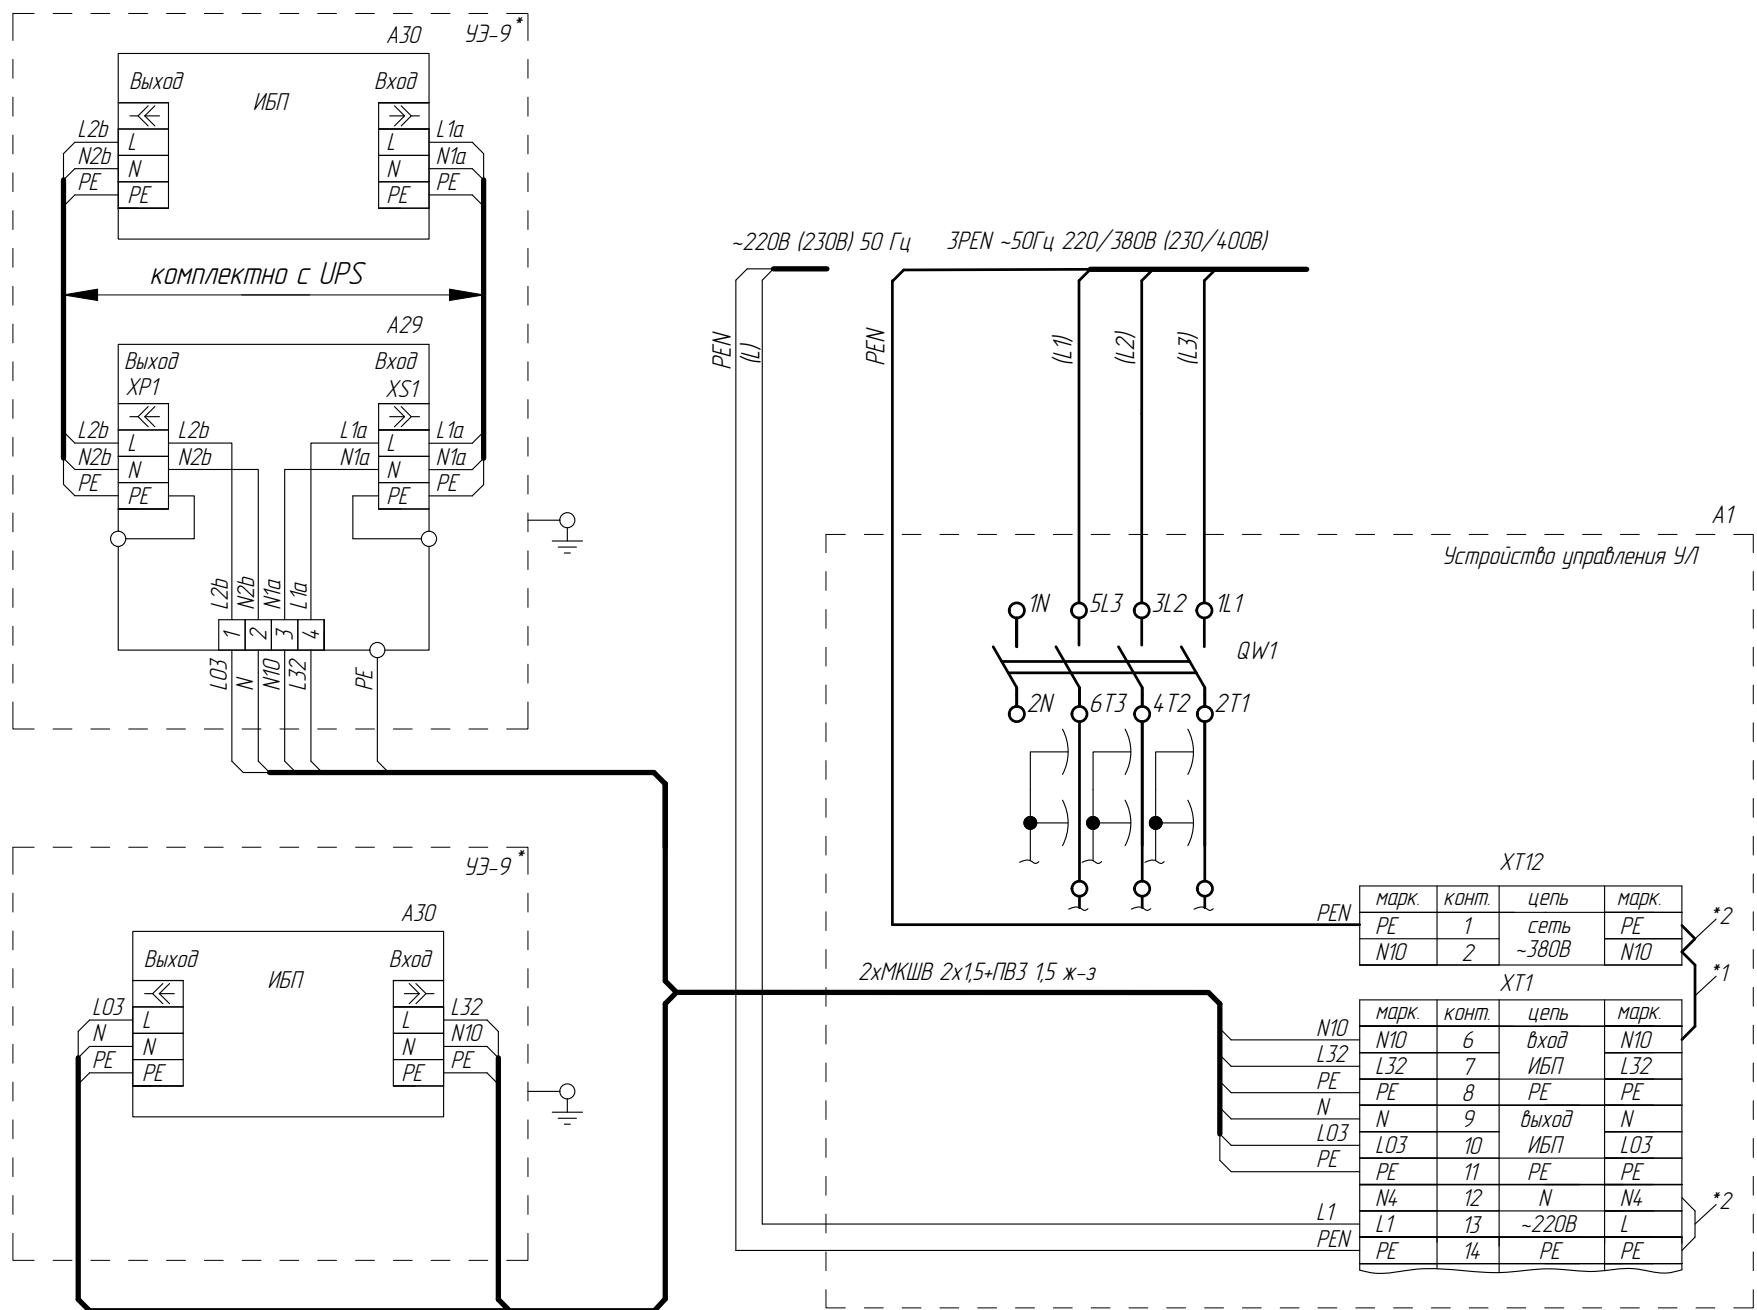 УЭ-9*
А30
Выход
Вход
ИБП
L
N
PE
L
N
PE
L2b
N2b
PE
L1a
N1a
PE
комплектно с UPS
А29
Выход
XP1
Вход
XS1
L
N
PE
L
N
PE
L2b
N2b
PE
L2b
N2b
L1a
N1a
L1a
N1a
PE
L2b
N2b
N1a
L1a
1
2
3
4
L03
N
N10
L32
PE
УЭ-9*
А30
Выход
Вход
ИБП
L
N
PE
L
N
PE
L03
N
PE
L32
N10
PE
~220В (230В) 50 Гц
3PEN ~50Гц 220/380В (230/400В)
PEN
(L)
PEN
(L1)
(L2)
(L3)
А1
Устройство управления УЛ
1N
5L3
3L2
1L1
QW1
2N
6T3
4T2
2T1
2хМКШВ 2х1,5+ПВ3 1,5 ж-з
XT12
марк. конт. цепь марк.
PEN PE 1 сеть PE
N10 2 ~380В N10
*2
*1
XT1
марк. конт. цепь марк.
N10 N10 6 вход N10
L32 L32 7 ИБП L32
PE PE 8 PE PE
N N 9 выход N
L03 L03 10 ИБП L03
PE PE 11 PE PE
N4 12 N N4
L1 L1 13 ~220В L
PEN PE 14 PE PE
*2